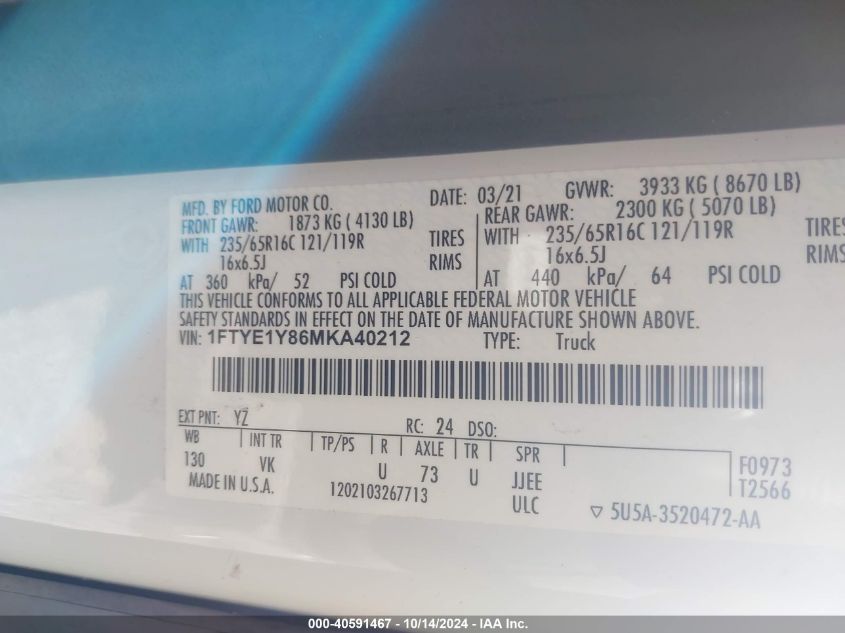 MFD. BY FORD MOTOR CO. DATE: 03/21 GVWR: 3933 KG ( 8670 LB)
FRONT GAWR: 1873 KG ( 4130 LB) REAR GAWR: 2300 KG ( 5070 LB)
WITH 235/65R16C 121/119R TIRES WITH 235/65R16C 121/119R TIRES
16x6.5J RIMS 16x6.5J RIMS
AT 360 kPa/ 52 PSI COLD AT 440 kPa/ 64 PSI COLD
THIS VEHICLE CONFORMS TO ALL APPLICABLE FEDERAL MOTOR VEHICLE
SAFETY STANDARDS IN EFFECT ON THE DATE OF MANUFACTURE SHOWN ABOVE.
VIN: 1FTYE1Y86MKA40212 TYPE: Truck
EXT PNT: YZ RC: 24 DSO:
WB INT TR TP/PS R AXLE TR SPR
130 VK U 73 U JJEE F0973
MADE IN U.S.A. 1202103267713 ULC T2566
▽ 5U5A-3520472-AA
000-40591467 - 10/14/2024 - IAA Inc.